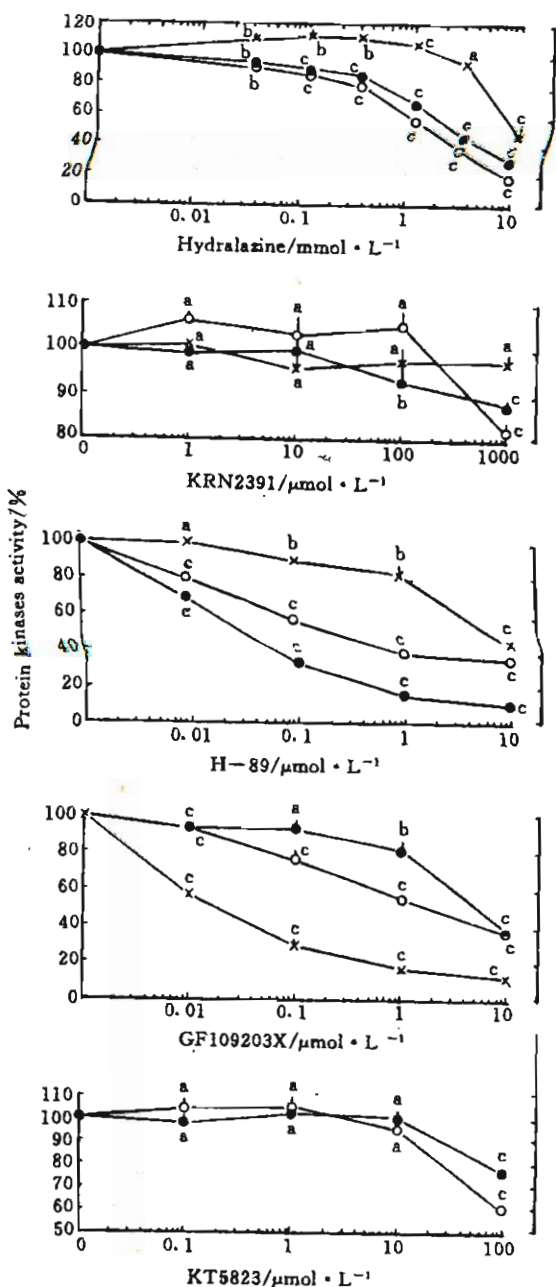 120
100
80
60
40
20
0
b b b c a c
b c c c c c
b c c c c c
0.01 0.1 1 10
Hydralazine/mmol · L⁻¹
110
100
90
80
a a a
a a a a
a a b c
c
0 1 10 100 1000
KRN2391/μmol · L⁻¹
Protein kinases activity/%
100
80
60
40
20
0
a b b c
c c c c
c c c c
0.01 0.1 1 10
H-89/μmol · L⁻¹
100
80
60
40
20
0
c a b c
c c c c
c c c c
0.01 0.1 1 10
GF109203X/μmol · L⁻¹
110
100
90
80
70
60
50
a a a c
a a a c
0 0.1 1 10 100
KT5823/μmol · L⁻¹